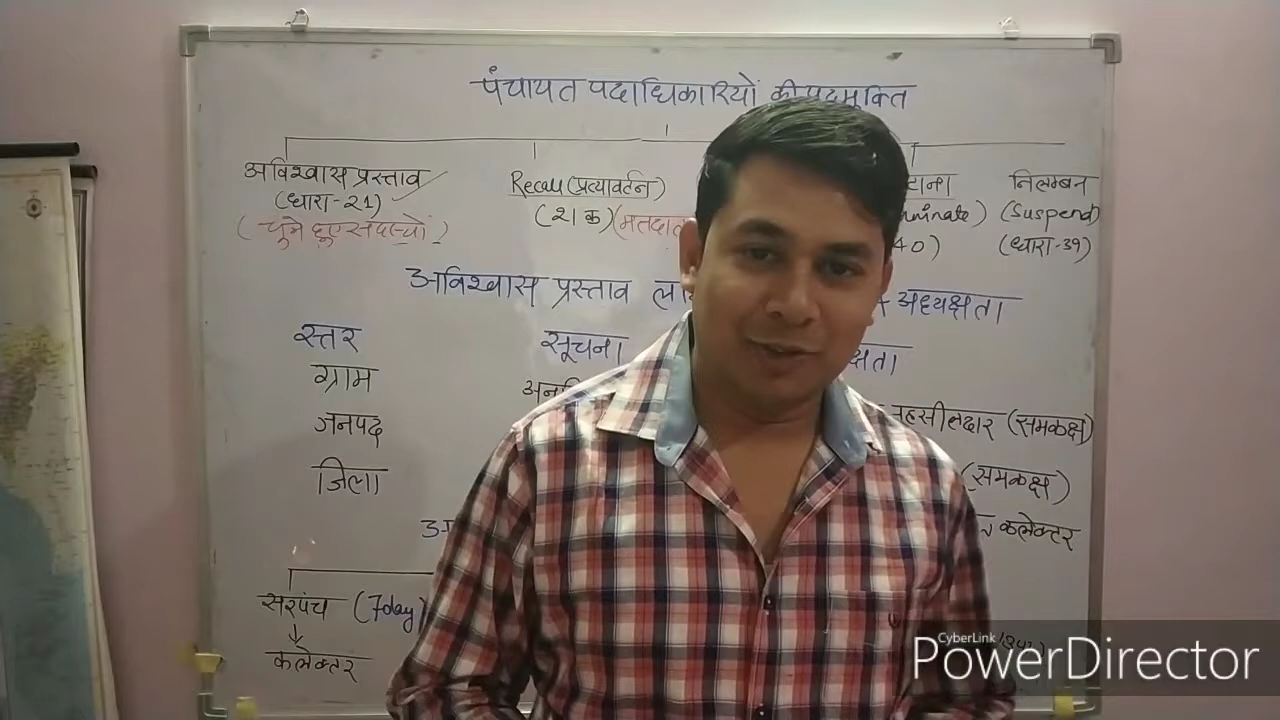 पंचायत पदाधिकारियों की पदमुक्ति
अविश्वास प्रस्ताव Recall (प्रत्यावर्तन) निलम्बन
(धारा-21) (21 क) (Suspend)
(चुने हुए सदस्यों) 40) (धारा-39)
अविश्वास प्रस्ताव अध्यक्षता
स्तर सूचना
ग्राम
जनपद तहसीलदार (समकक्ष)
जिला (समकक्ष)
कलेक्टर
सरपंच (7day)
कलेक्टर
CyberLink
PowerDirector